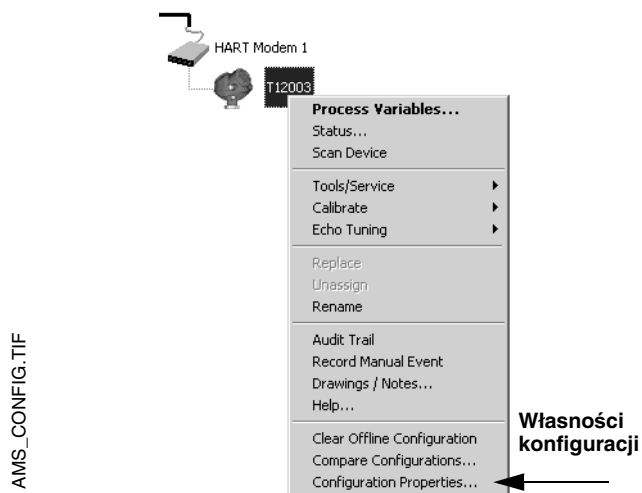 HART Modem 1
T12003
Process Variables...
Status...
Scan Device
Tools/Service
Calibrate
Echo Tuning
Replace
Unassign
Rename
Audit Trail
Record Manual Event
Drawings / Notes...
Help...
Clear Offline Configuration
Compare Configurations...
Configuration Properties...
Własności
konfiguracji
AMS_CONFIG.TIF